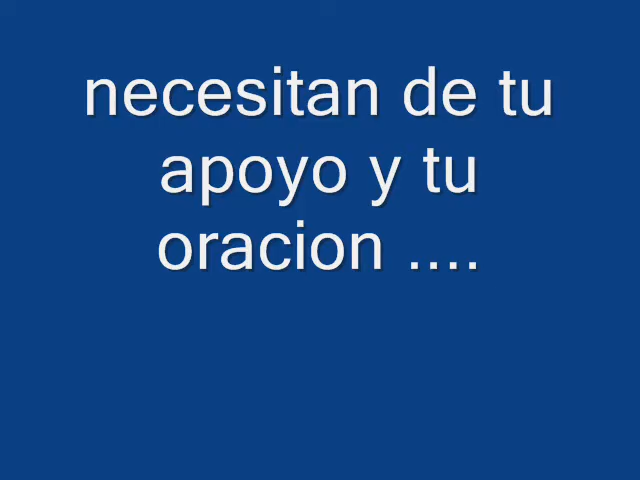 necesitan de tu
apoyo y tu
oracion ....